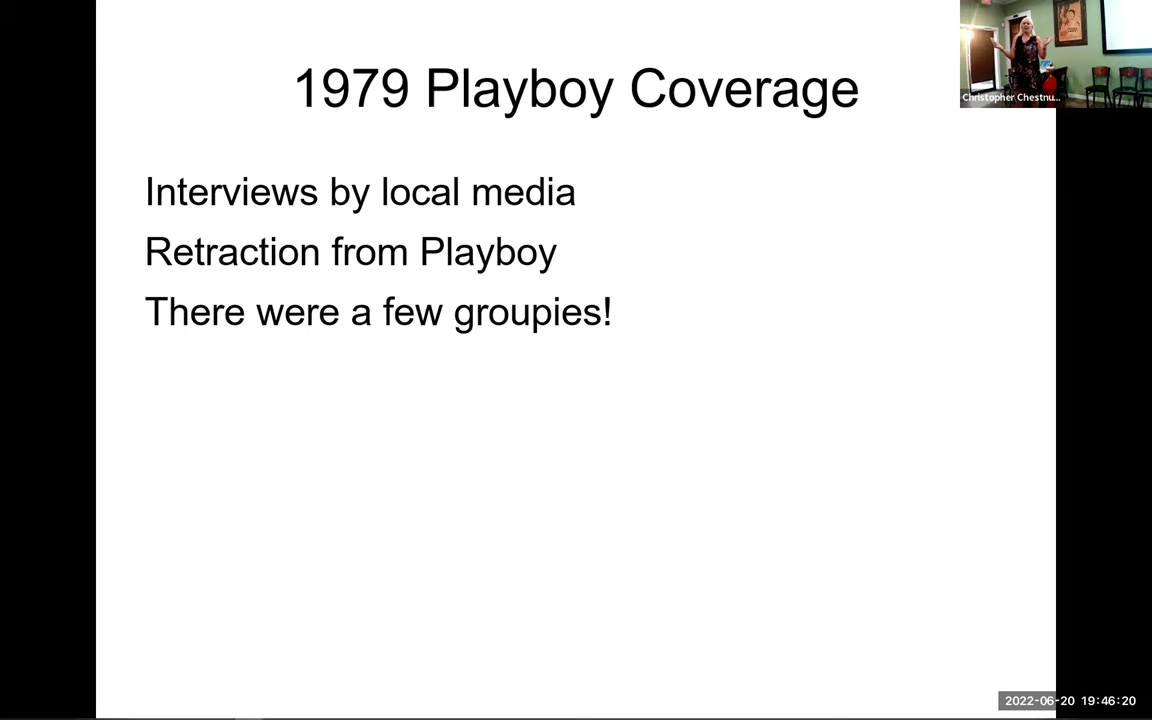 1979 Playboy Coverage
Christopher Chestnu...
Interviews by local media
Retraction from Playboy
There were a few groupies!
2022-06-20 19:46:20